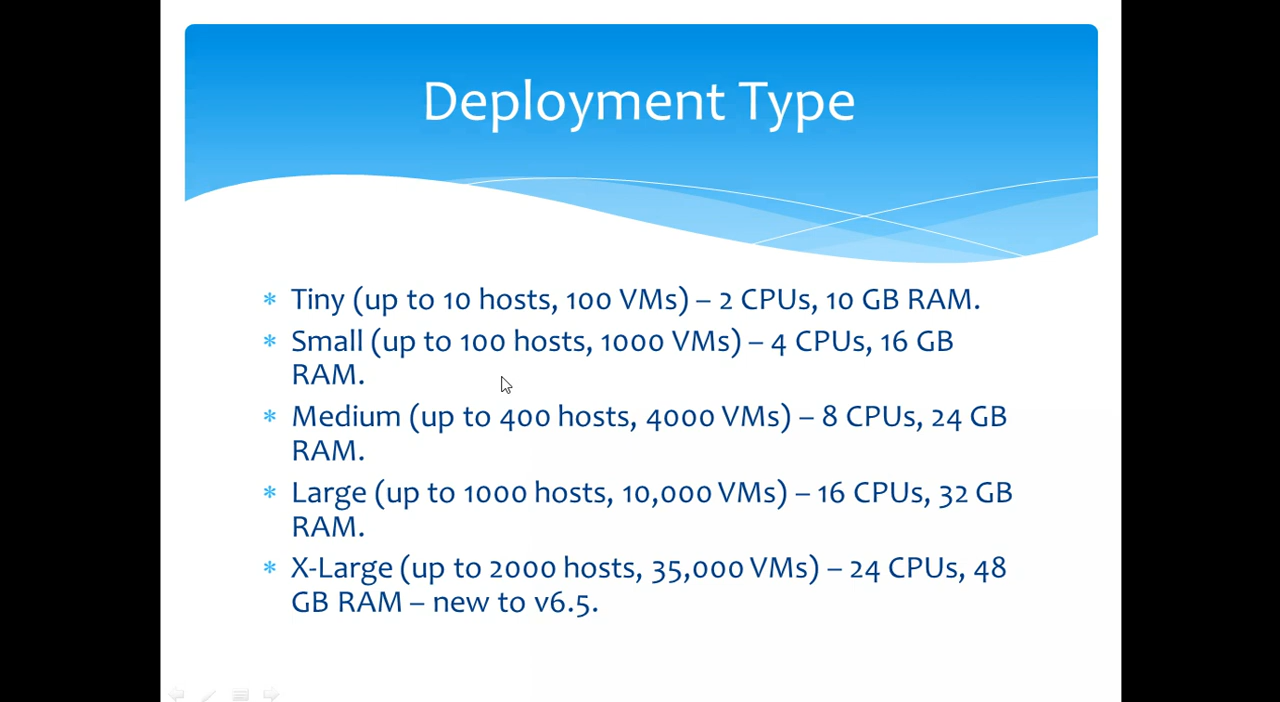 Deployment Type
* Tiny (up to 10 hosts, 100 VMs) – 2 CPUs, 10 GB RAM.
* Small (up to 100 hosts, 1000 VMs) – 4 CPUs, 16 GB
RAM.
* Medium (up to 400 hosts, 4000 VMs) – 8 CPUs, 24 GB
RAM.
* Large (up to 1000 hosts, 10,000 VMs) – 16 CPUs, 32 GB
RAM.
* X-Large (up to 2000 hosts, 35,000 VMs) – 24 CPUs, 48
GB RAM – new to v6.5.